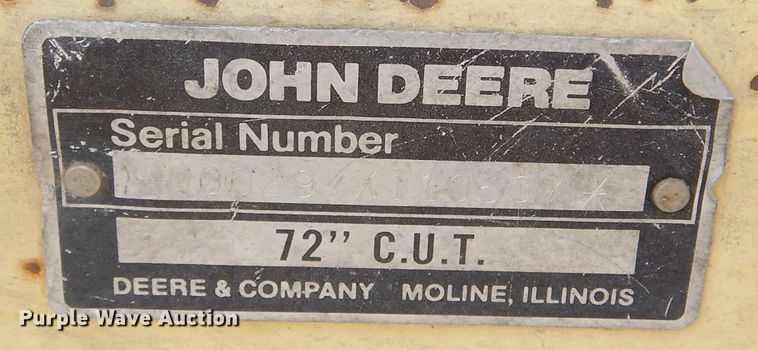 JOHN DEERE
Serial Number
72" C.U.T.
DEERE & COMPANY MOLINE, ILLINOIS
Purple Wave Auction